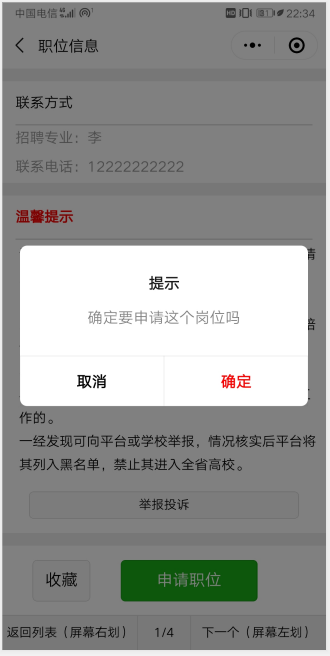 中国电信 22:34
职位信息
联系方式
招聘专业：李
联系电话：12222222222
温馨提示
情
提示
确定要申请这个岗位吗
赔
取消 确定
作的。
一经发现可向平台或学校举报，情况核实后平台将
其列入黑名单，禁止其进入全省高校。
举报投诉
收藏 申请职位
返回列表（屏幕右划） 1/4 下一个（屏幕左划）